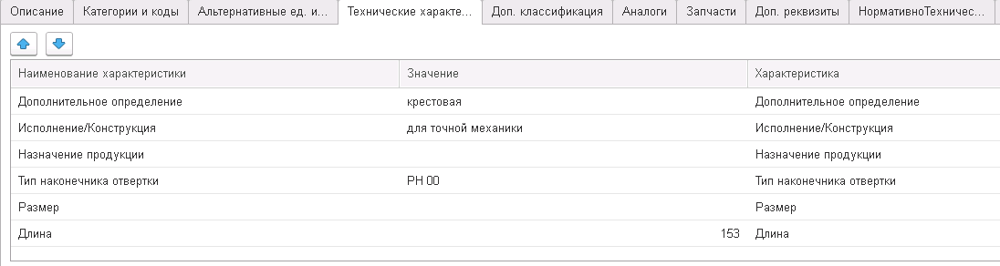 Описание Категории и коды Альтернативные ед. и... Технические характе... Доп. классификация Аналоги Запчасти Доп. реквизиты НормативноТехничес...
Наименование характеристики Значение Характеристика
Дополнительное определение крестовая Дополнительное определение
Исполнение/Конструкция для точной механики Исполнение/Конструкция
Назначение продукции Назначение продукции
Тип наконечника отвертки PH 00 Тип наконечника отвертки
Размер Размер
Длина 153 Длина